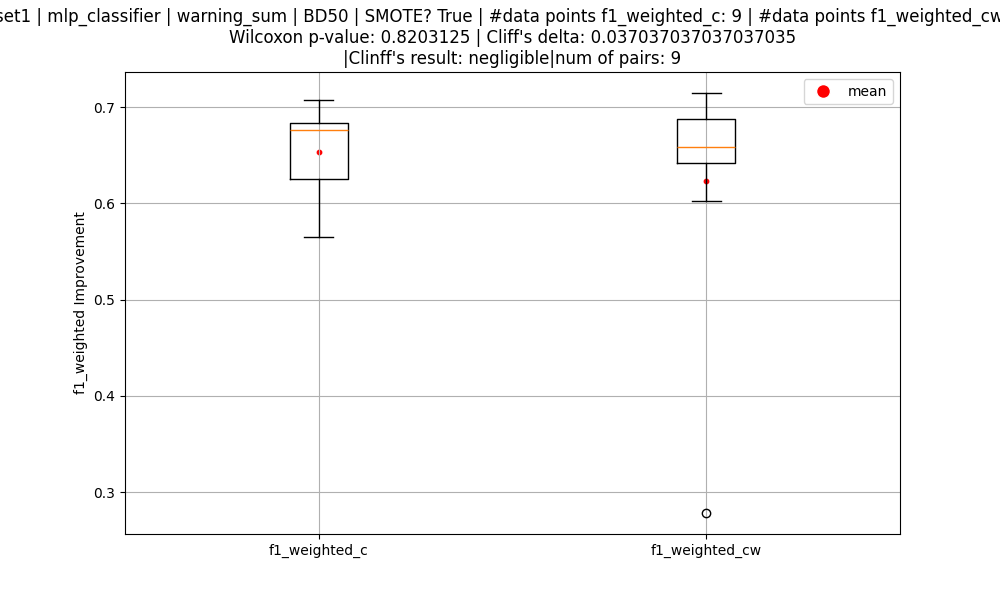 set1 | mlp_classifier | warning_sum | BD50 | SMOTE? True | #data points f1_weighted_c: 9 | #data points f1_weighted_cw
Wilcoxon p-value: 0.8203125 | Cliff's delta: 0.037037037037037035
|Clinff's result: negligible|num of pairs: 9
mean
0.7
0.6
0.5
0.4
0.3
f1_weighted Improvement
f1_weighted_c
f1_weighted_cw